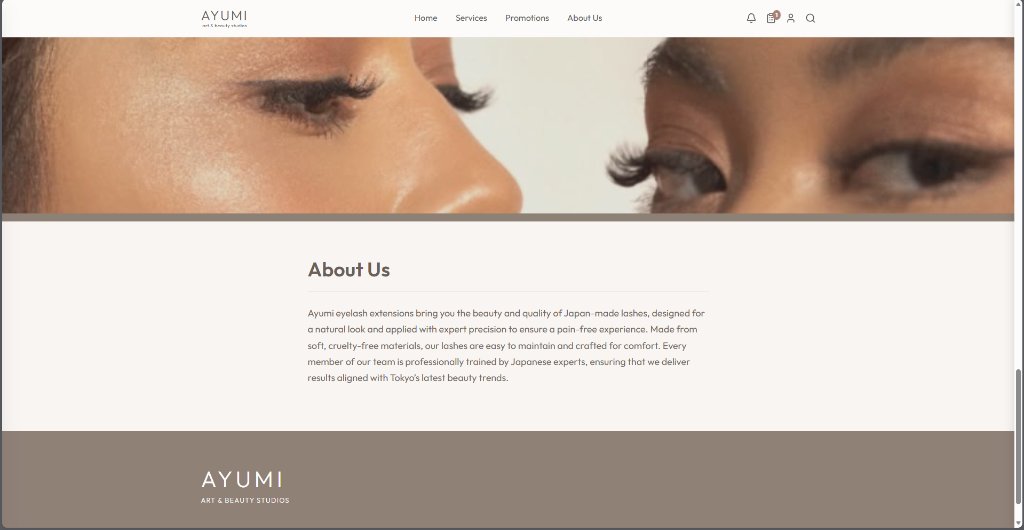 AYUMI
art & beauty studios
Home
Services
Promotions
About Us
About Us
Ayumi eyelash extensions bring you the beauty and quality of Japan-made lashes, designed for
a natural look and applied with expert precision to ensure a pain-free experience. Made from
soft, cruelty-free materials, our lashes are easy to maintain and crafted for comfort. Every
member of our team is professionally trained by Japanese experts, ensuring that we deliver
results aligned with Tokyo's latest beauty trends.
AYUMI
ART & BEAUTY STUDIOS